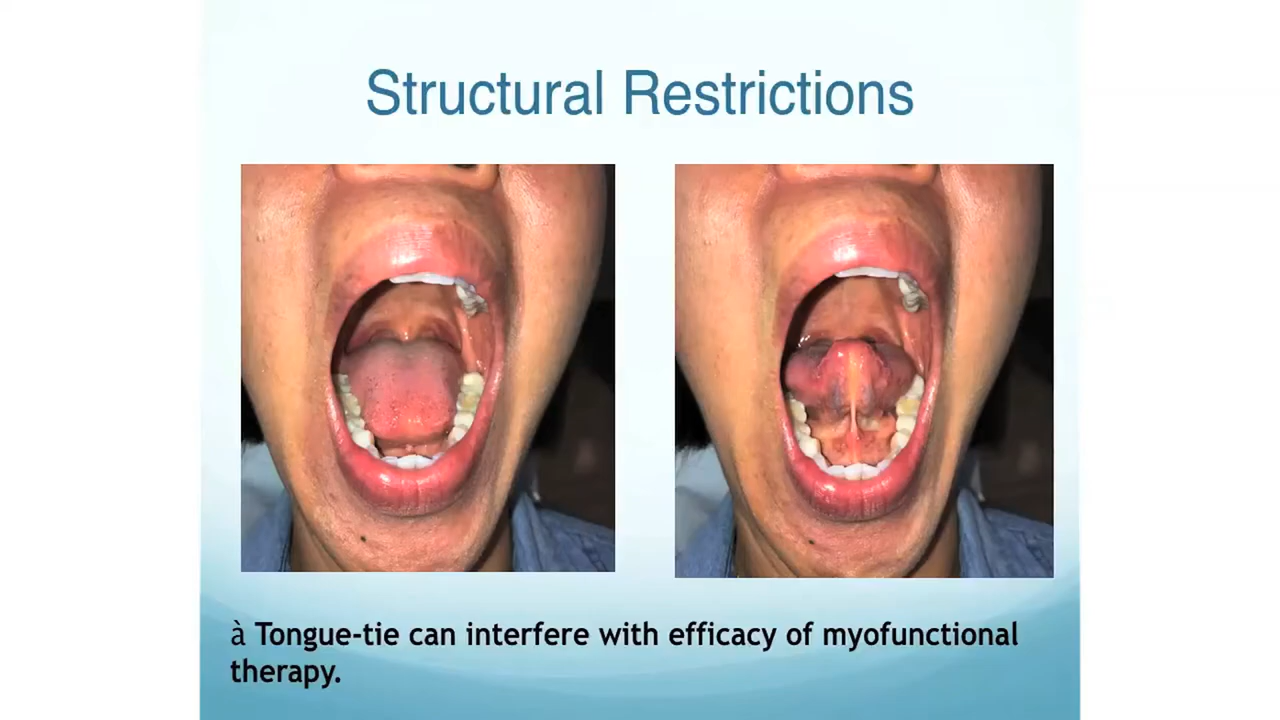 Structural Restrictions
à Tongue-tie can interfere with efficacy of myofunctional
therapy.